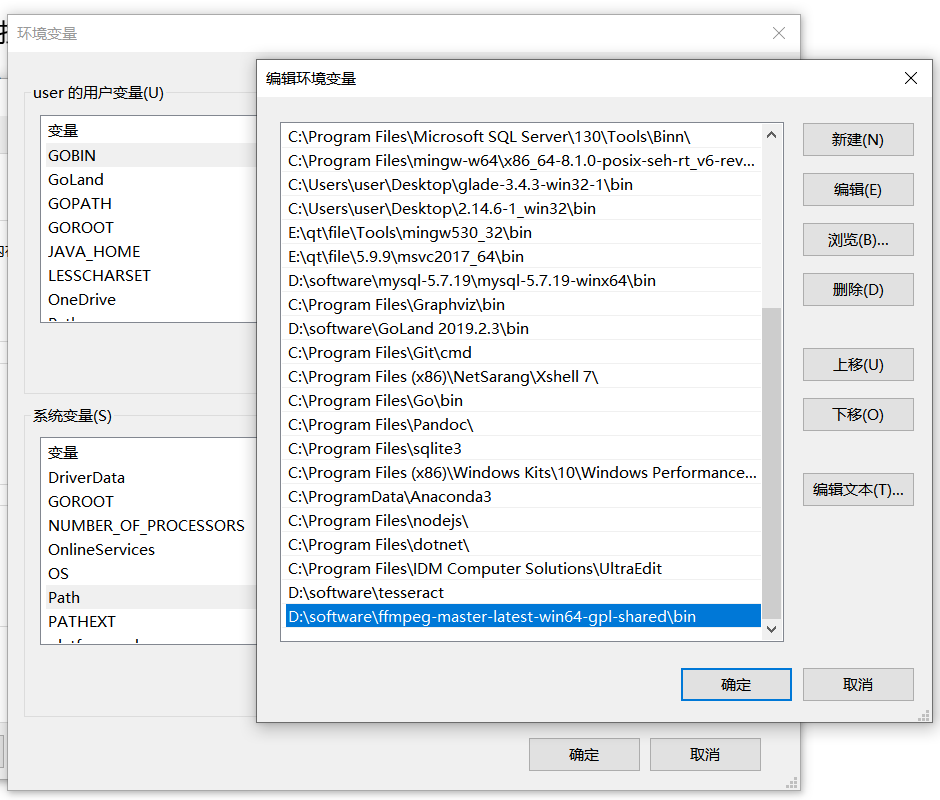 环境变量
user 的用户变量(U)
变量
GOBIN
GoLand
GOPATH
GOROOT
JAVA_HOME
LESSCHARSET
OneDrive
系统变量(S)
变量
DriverData
GOROOT
NUMBER_OF_PROCESSORS
OnlineServices
OS
Path
PATHEXT
编辑环境变量
C:\Program Files\Microsoft SQL Server\130\Tools\Binn\
C:\Program Files\mingw-w64\x86_64-8.1.0-posix-seh-rt_v6-rev...
C:\Users\user\Desktop\glade-3.4.3-win32-1\bin
C:\Users\user\Desktop\2.14.6-1_win32\bin
E:\qt\file\Tools\mingw530_32\bin
E:\qt\file\5.9.9\msvc2017_64\bin
D:\software\mysql-5.7.19\mysql-5.7.19-winx64\bin
C:\Program Files\Graphviz\bin
D:\software\GoLand 2019.2.3\bin
C:\Program Files\Git\cmd
C:\Program Files (x86)\NetSarang\Xshell 7\
C:\Program Files\Go\bin
C:\Program Files\Pandoc\
C:\Program Files\sqlite3
C:\Program Files (x86)\Windows Kits\10\Windows Performance...
C:\ProgramData\Anaconda3
C:\Program Files\nodejs\
C:\Program Files\dotnet\
C:\Program Files\IDM Computer Solutions\UltraEdit
D:\software\tesseract
D:\software\ffmpeg-master-latest-win64-gpl-shared\bin
新建(N)
编辑(E)
浏览(B)...
删除(D)
上移(U)
下移(O)
编辑文本(T)...
确定
取消
确定
取消